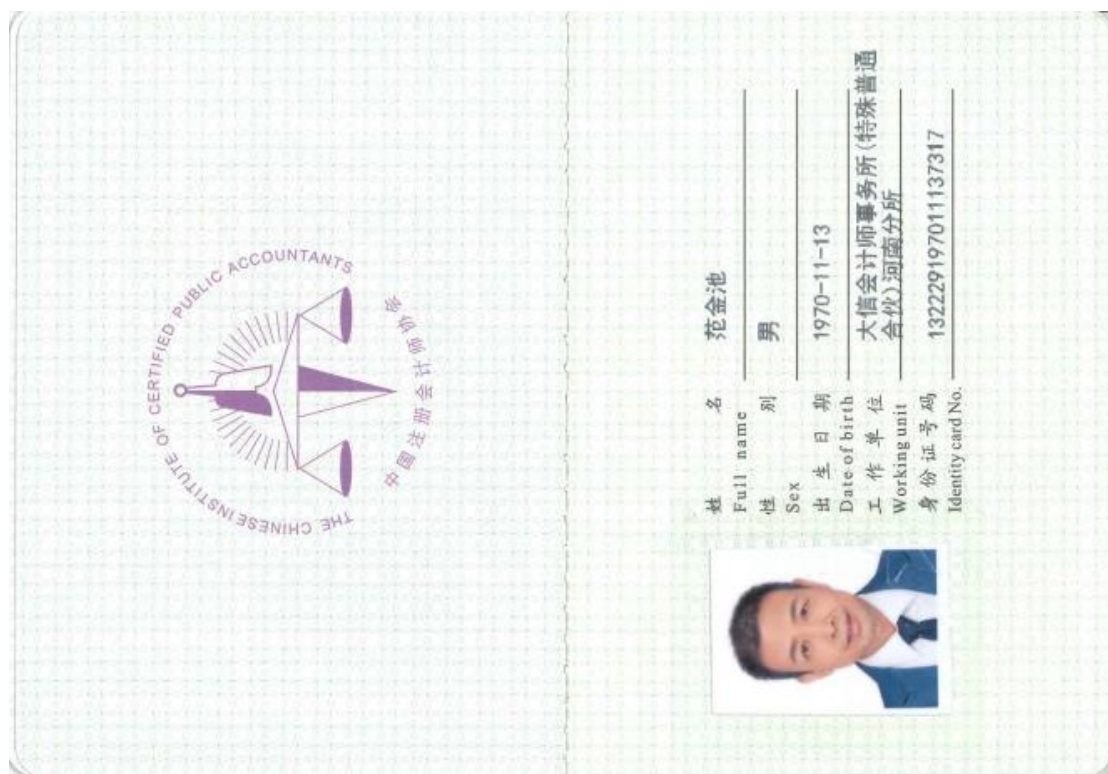 THE CHINESE INSTITUTE OF CERTIFIED PUBLIC ACCOUNTANTS
中国注册会计师协会
姓 名 范金池
Full name
性 别 男
Sex
出生日期 1970-11-13
Date of birth
工作单位 大信会计师事务所(特殊普通
合伙)河南分所
Working unit
身份证号码 132229197011137317
Identity card No.